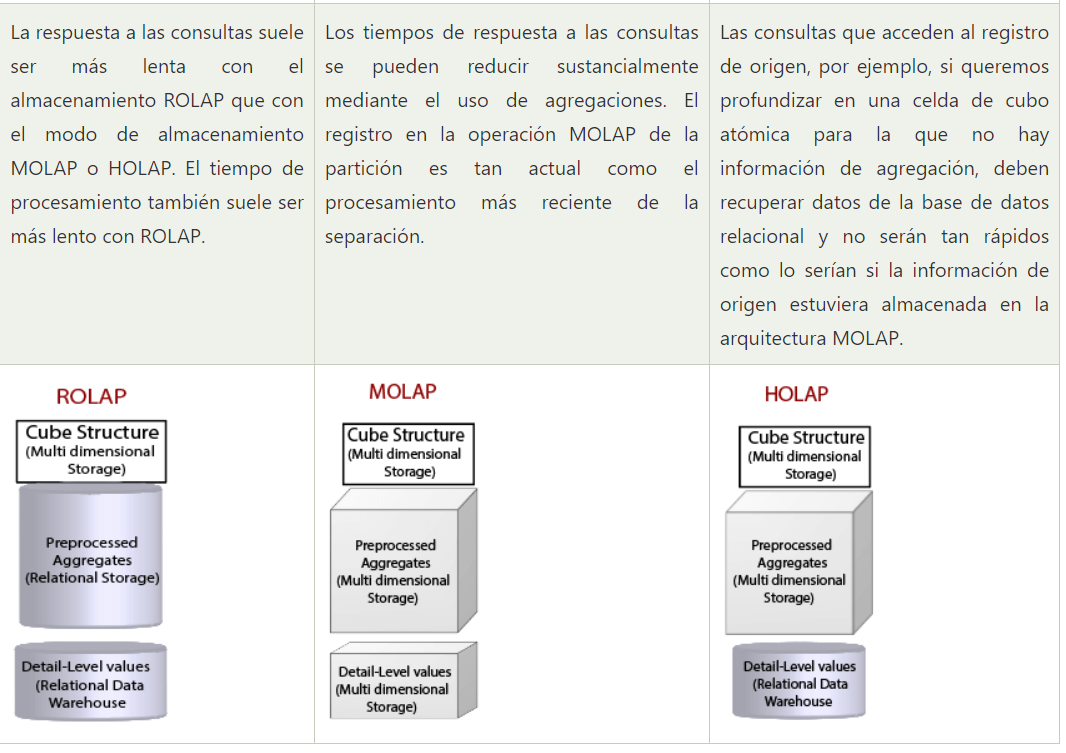 La respuesta a las consultas suele
ser más lenta con el
almacenamiento ROLAP que con
el modo de almacenamiento
MOLAP o HOLAP. El tiempo de
procesamiento también suele ser
más lento con ROLAP.
Los tiempos de respuesta a las consultas
se pueden reducir sustancialmente
mediante el uso de agregaciones. El
registro en la operación MOLAP de la
partición es tan actual como el
procesamiento más reciente de la
separación.
Las consultas que acceden al registro
de origen, por ejemplo, si queremos
profundizar en una celda de cubo
atómica para la que no hay
información de agregación, deben
recuperar datos de la base de datos
relacional y no serán tan rápidos
como lo serían si la información de
origen estuviera almacenada en la
arquitectura MOLAP.
ROLAP
Cube Structure
(Multi dimensional
Storage)
Preprocessed
Aggregates
(Relational Storage)
Detail-Level values
(Relational Data
Warehouse
MOLAP
Cube Structure
(Multi dimensional
Storage)
Preprocessed
Aggregates
(Multi dimensional
Storage)
Detail-Level values
(Multi dimensional
Storage)
HOLAP
Cube Structure
(Multi dimensional
Storage)
Preprocessed
Aggregates
(Multi dimensional
Storage)
Detail-Level values
(Relational Data
Warehouse